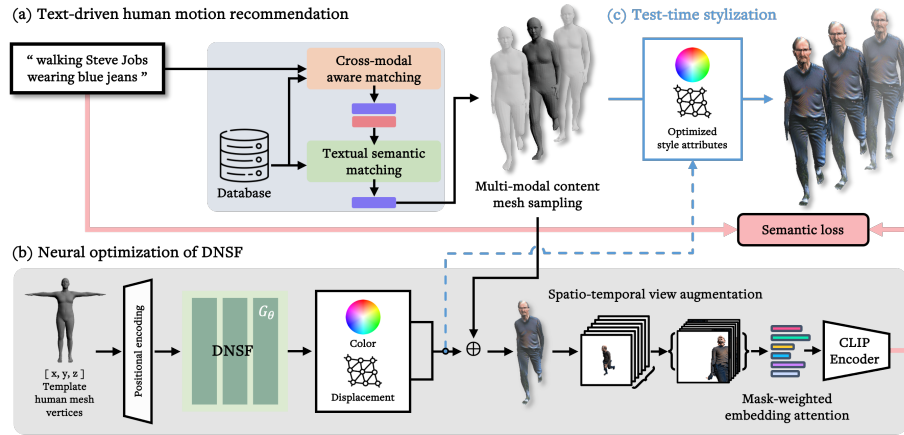 (a) Text-driven human motion recommendation
(c) Test-time stylization
“ walking Steve Jobs
wearing blue jeans ”
Cross-modal
aware matching
Textual semantic
matching
Database
Multi-modal content
mesh sampling
Optimized
style attributes
Semantic loss
(b) Neural optimization of DNSF
[ x, y, z ]
Template
human mesh
vertices
Positional encoding
Gθ
DNSF
Color
Displacement
Spatio-temporal view augmentation
Mask-weighted
embedding attention
CLIP
Encoder